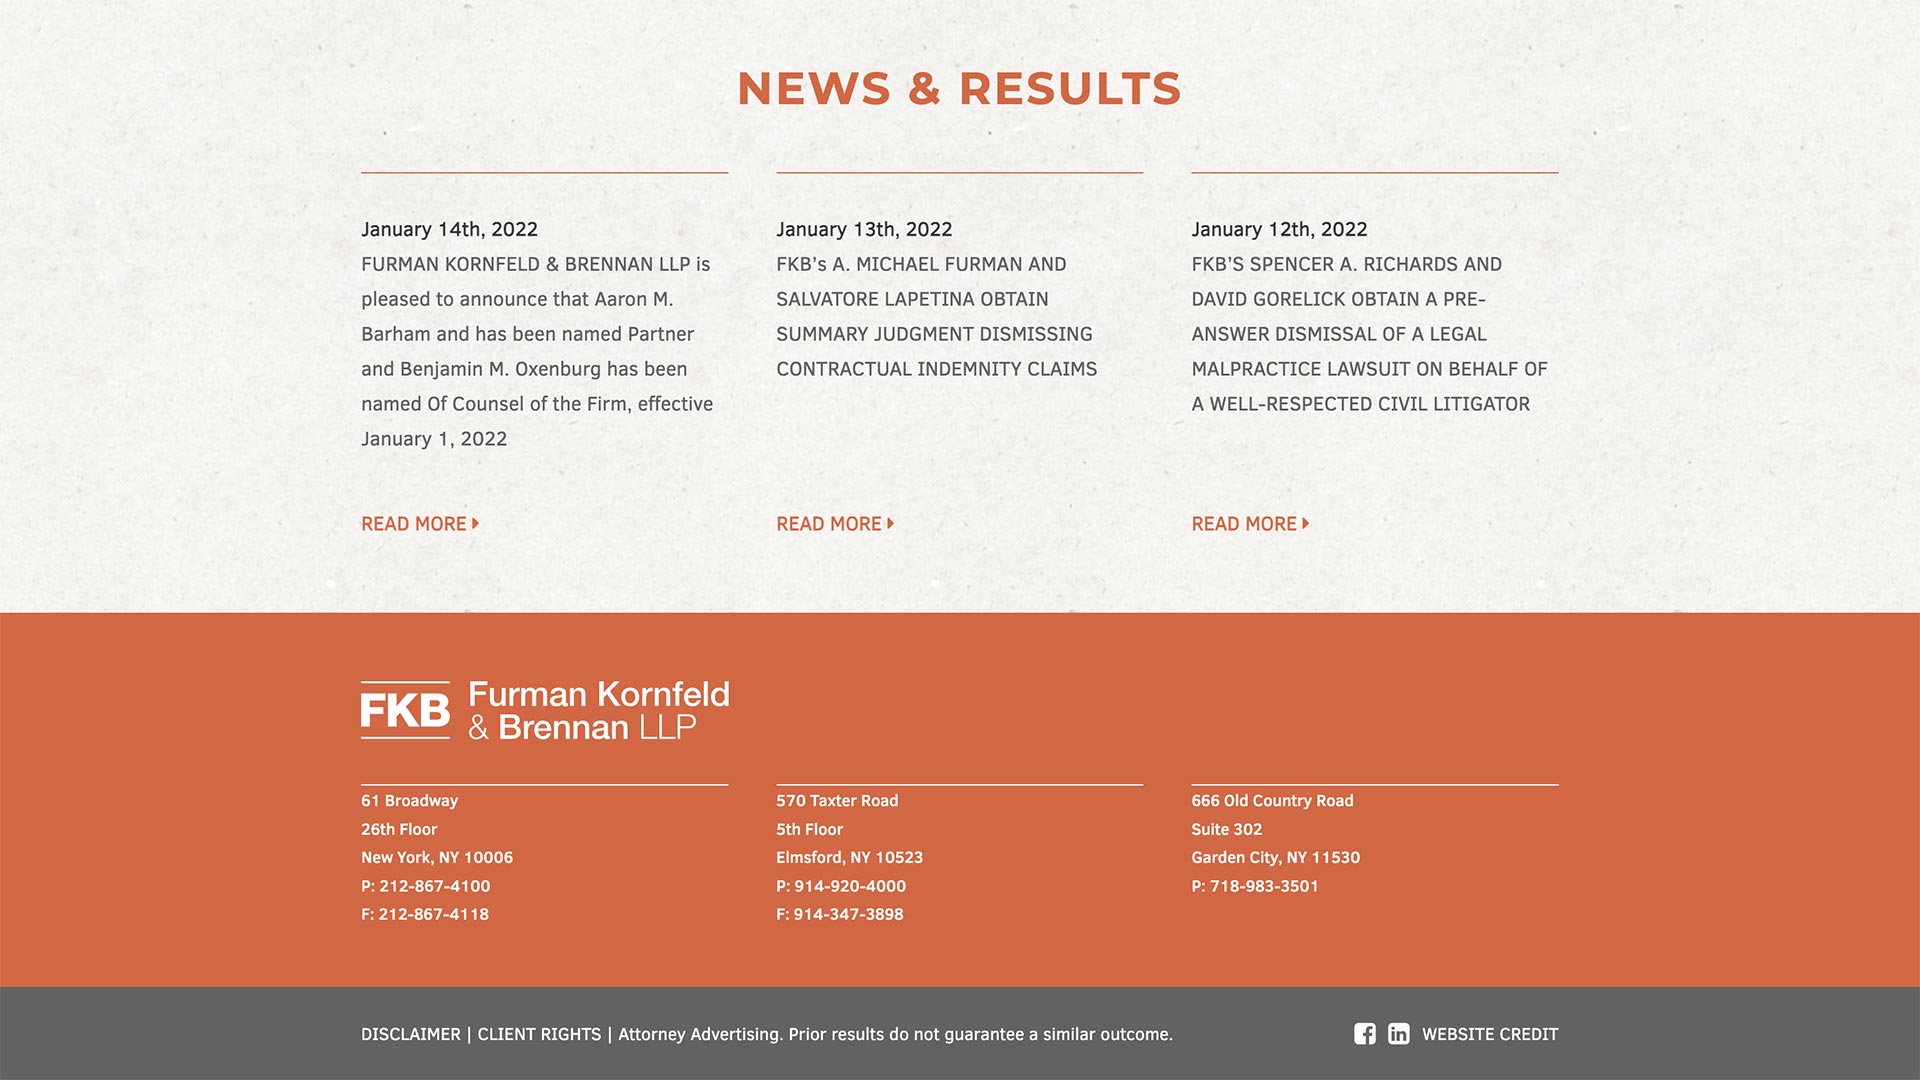 NEWS & RESULTS
January 14th, 2022
FURMAN KORNFELD & BRENNAN LLP is
pleased to announce that Aaron M.
Barham and has been named Partner
and Benjamin M. Oxenburg has been
named Of Counsel of the Firm, effective
January 1, 2022
READ MORE
January 13th, 2022
FKB’s A. MICHAEL FURMAN AND
SALVATORE LAPETINA OBTAIN
SUMMARY JUDGMENT DISMISSING
CONTRACTUAL INDEMNITY CLAIMS
READ MORE
January 12th, 2022
FKB’S SPENCER A. RICHARDS AND
DAVID GORELICK OBTAIN A PRE-
ANSWER DISMISSAL OF A LEGAL
MALPRACTICE LAWSUIT ON BEHALF OF
A WELL-RESPECTED CIVIL LITIGATOR
READ MORE
FKB
Furman Kornfeld
& Brennan LLP
61 Broadway
26th Floor
New York, NY 10006
P: 212-867-4100
F: 212-867-4118
570 Taxter Road
5th Floor
Elmsford, NY 10523
P: 914-920-4000
F: 914-347-3898
666 Old Country Road
Suite 302
Garden City, NY 11530
P: 718-983-3501
DISCLAIMER | CLIENT RIGHTS | Attorney Advertising. Prior results do not guarantee a similar outcome.
WEBSITE CREDIT